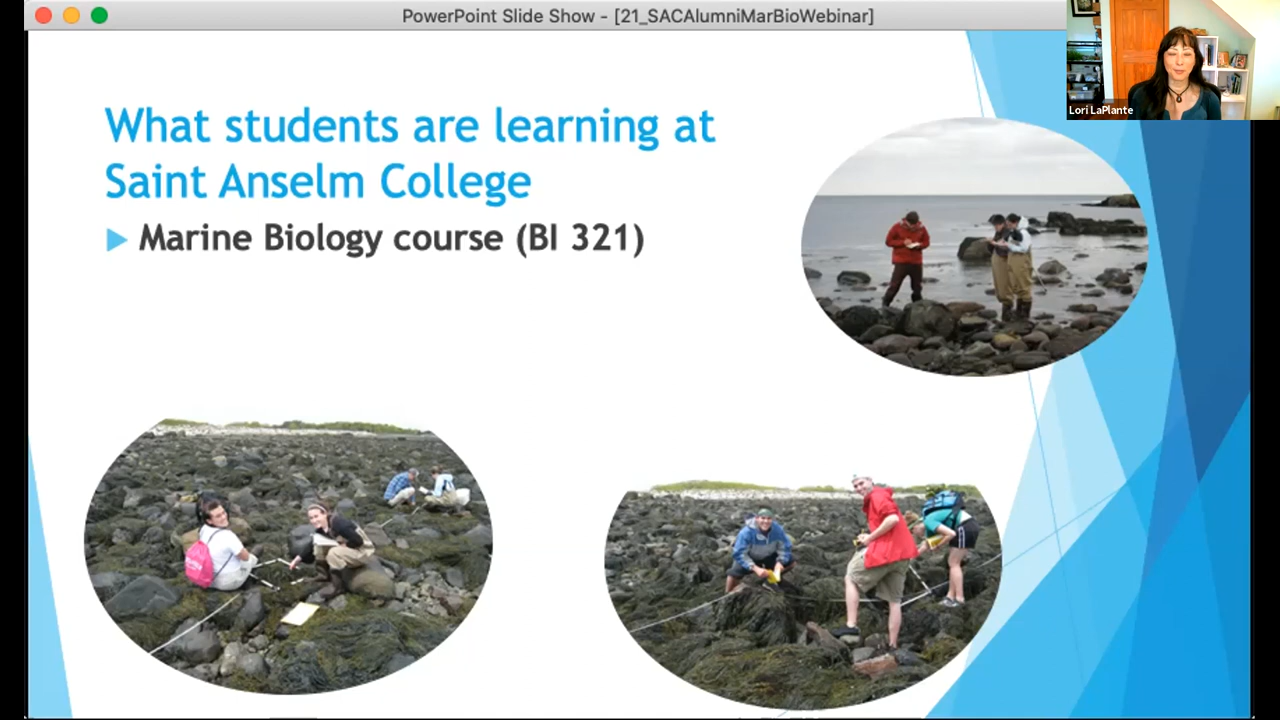 PowerPoint Slide Show - [21_SACAlumniMarBioWebinar]
Lori LaPlante
What students are learning at
Saint Anselm College
Marine Biology course (BI 321)